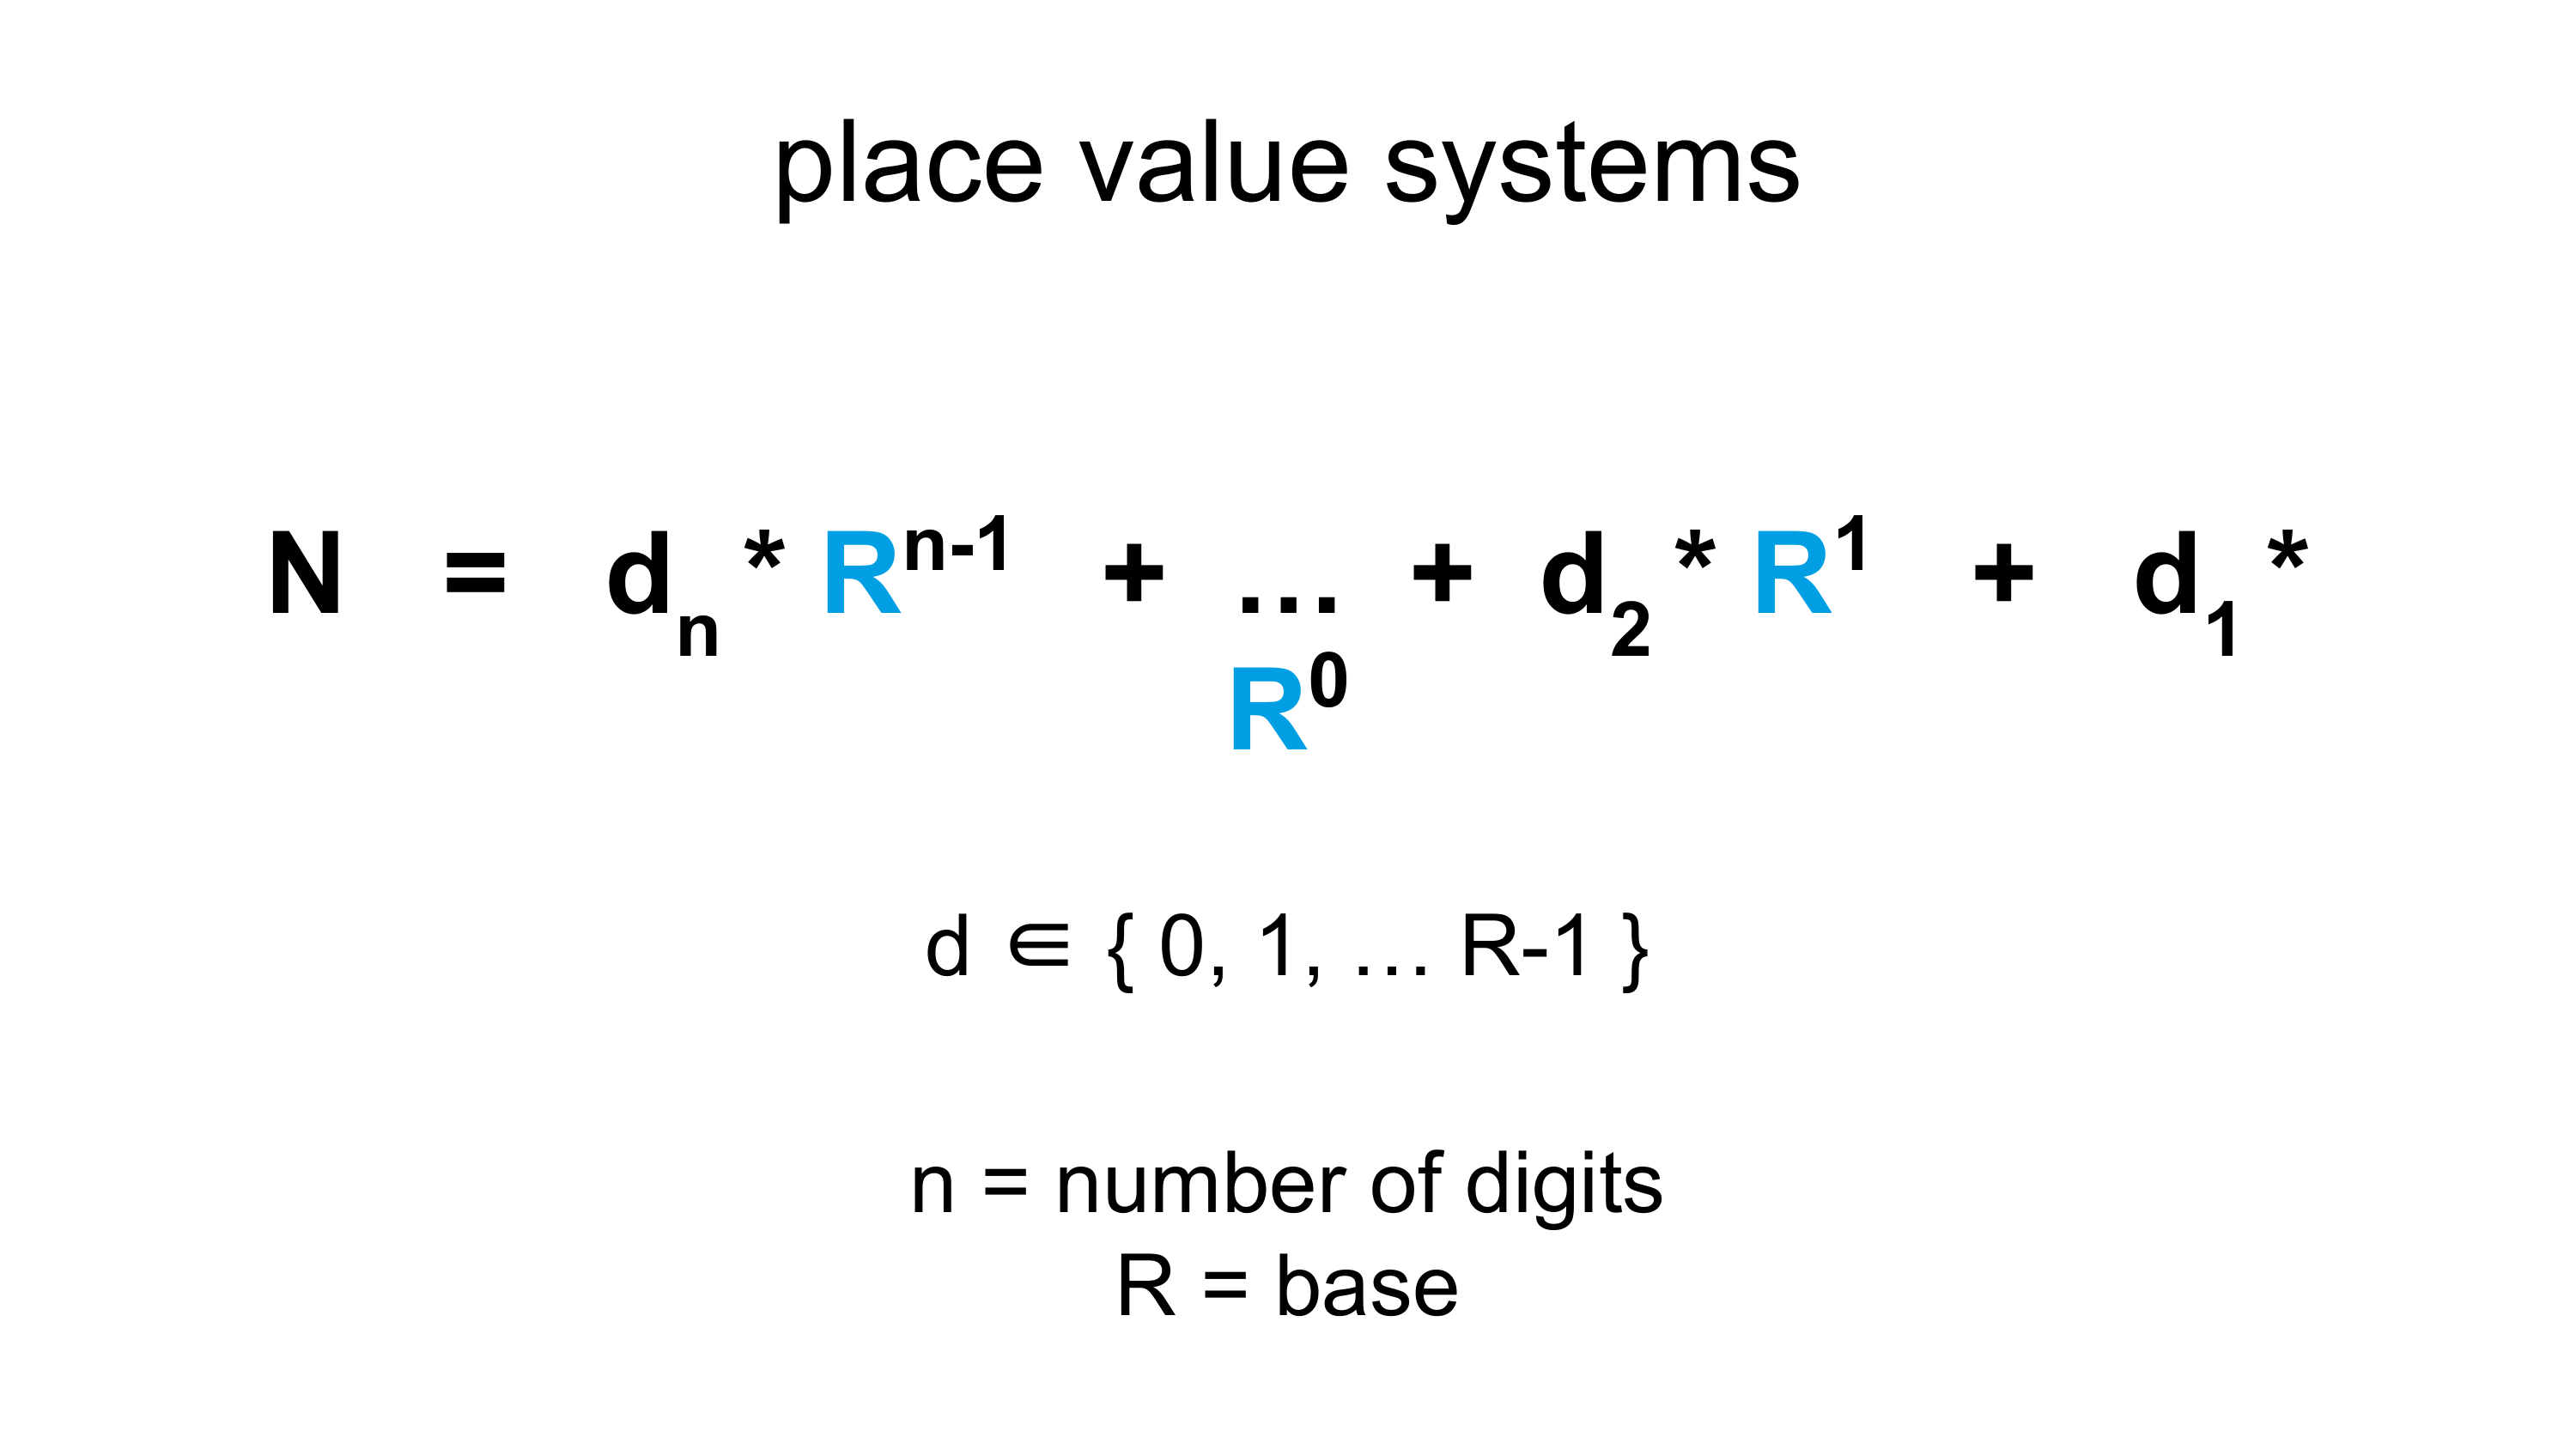 place value systems
N = dₙ * Rⁿ⁻¹ + … + d₂ * R¹ + d₁ *
R⁰
d ∈ { 0, 1, … R-1 }
n = number of digits
R = base